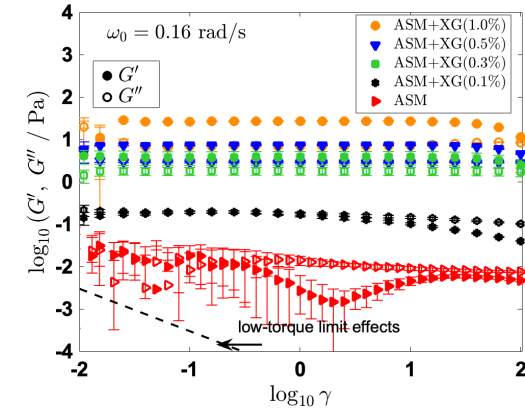 ω₀ = 0.16 rad/s
G′
G″
ASM+XG(1.0%)
ASM+XG(0.5%)
ASM+XG(0.3%)
ASM+XG(0.1%)
ASM
log₁₀(G′, G″ / Pa)
4
3
2
1
0
-1
-2
-3
-4
low-torque limit effects
-2
-1
0
1
2
log₁₀ γ